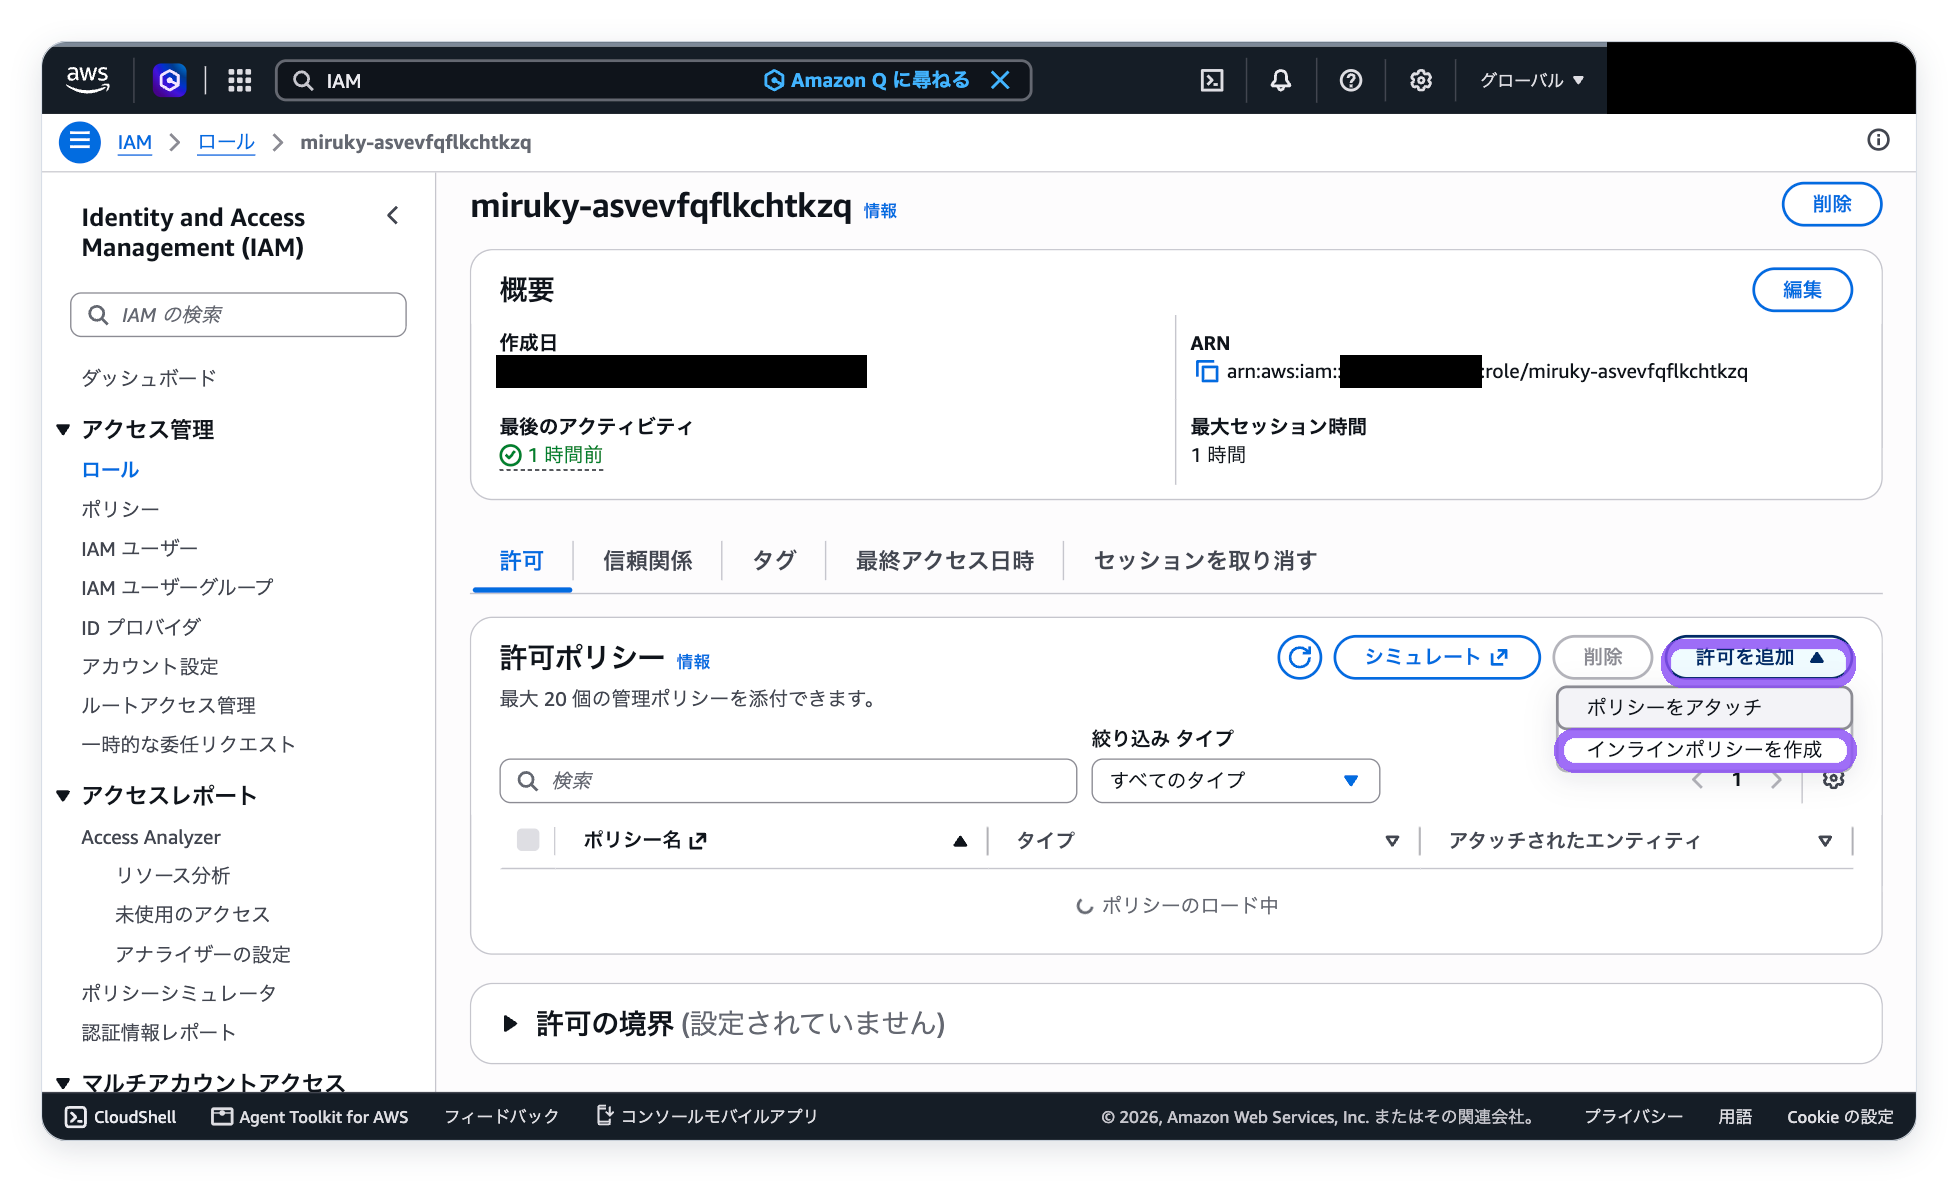 aws
IAM
Amazon Q に尋ねる
グローバル
IAM
ロール
miruky-asvevfqflkchtkzq
Identity and Access
Management (IAM)
IAM の検索
ダッシュボード
アクセス管理
ロール
ポリシー
IAM ユーザー
IAM ユーザーグループ
ID プロバイダ
アカウント設定
ルートアクセス管理
一時的な委任リクエスト
アクセスレポート
Access Analyzer
リソース分析
未使用のアクセス
アナライザーの設定
ポリシーシミュレータ
認証情報レポート
マルチアカウントアクセス
miruky-asvevfqflkchtkzq 情報
削除
概要
編集
作成日
ARN
arn:aws:iam:: :role/miruky-asvevfqflkchtkzq
最後のアクティビティ
1 時間前
最大セッション時間
1 時間
許可
信頼関係
タグ
最終アクセス日時
セッションを取り消す
許可ポリシー 情報
シミュレート
削除
許可を追加
最大 20 個の管理ポリシーを添付できます。
ポリシーをアタッチ
インラインポリシーを作成
絞り込み タイプ
検索
すべてのタイプ
1
ポリシー名
タイプ
アタッチされたエンティティ
ポリシーのロード中
許可の境界 (設定されていません)
CloudShell
Agent Toolkit for AWS
フィードバック
コンソールモバイルアプリ
© 2026, Amazon Web Services, Inc. またはその関連会社。
プライバシー
用語
Cookie の設定